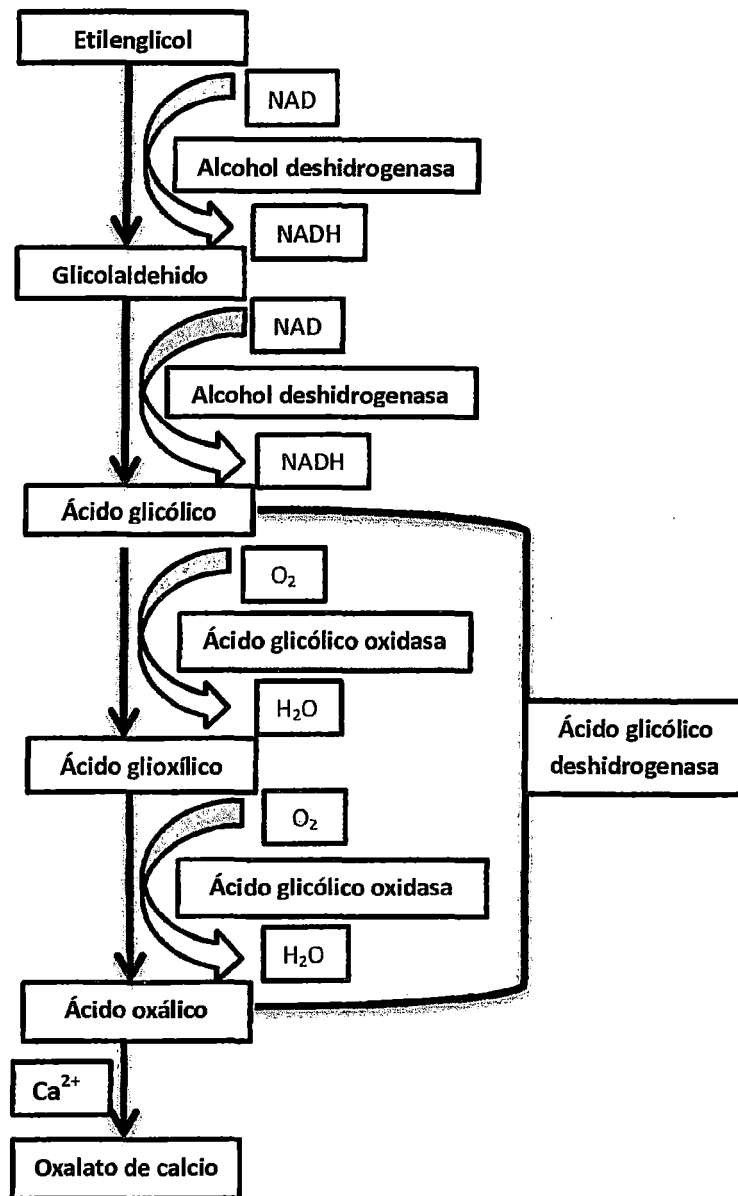 Etilenglicol
NAD
Alcohol deshidrogenasa
NADH
Glicolaldehido
NAD
Alcohol deshidrogenasa
NADH
Ácido glicólico
O₂
Ácido glicólico oxidasa
H₂O
Ácido glicólico
deshidrogenasa
Ácido glioxílico
O₂
Ácido glicólico oxidasa
H₂O
Ácido oxálico
Ca²⁺
Oxalato de calcio